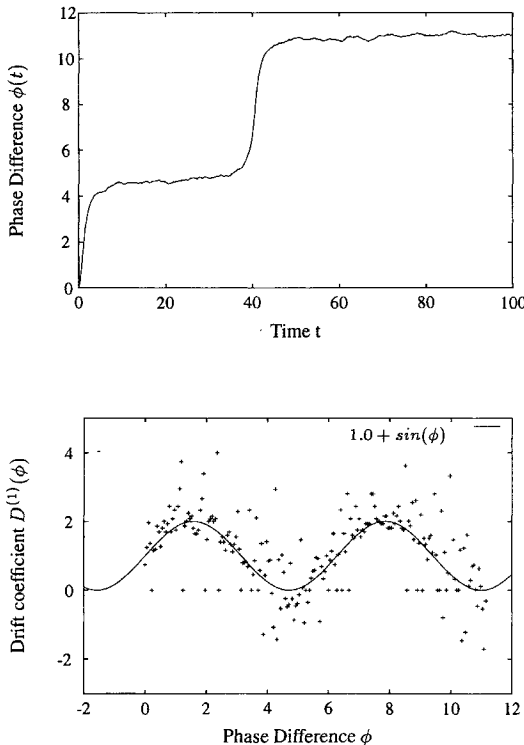 12
10
8
6
4
2
0
0 20 40 60 80 100
Phase Difference ϕ(t)
Time t
1.0 + sin(ϕ)
4
2
0
-2
-2 0 2 4 6 8 10 12
Drift coefficient D⁽¹⁾(ϕ)
Phase Difference ϕ